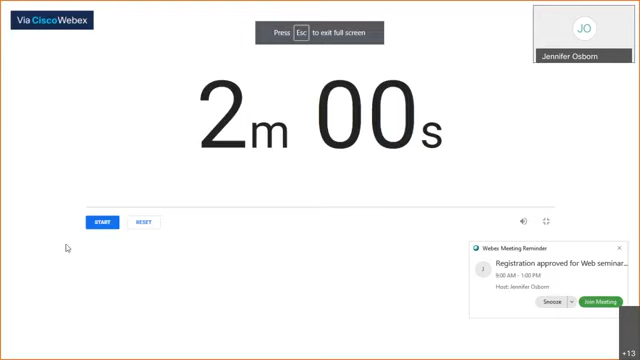 Via Cisco Webex
Press Esc to exit full screen
JO
Jennifer Osborn
2m 00s
START RESET
Webex Meeting Reminder
J
Registration approved for Web seminar...
9:00 AM - 1:00 PM
Host: Jennifer Osborn
Snooze Join Meeting
+13